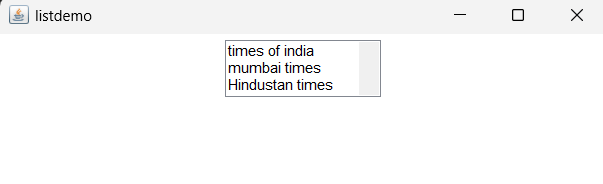 listdemo
times of india
mumbai times
Hindustan times